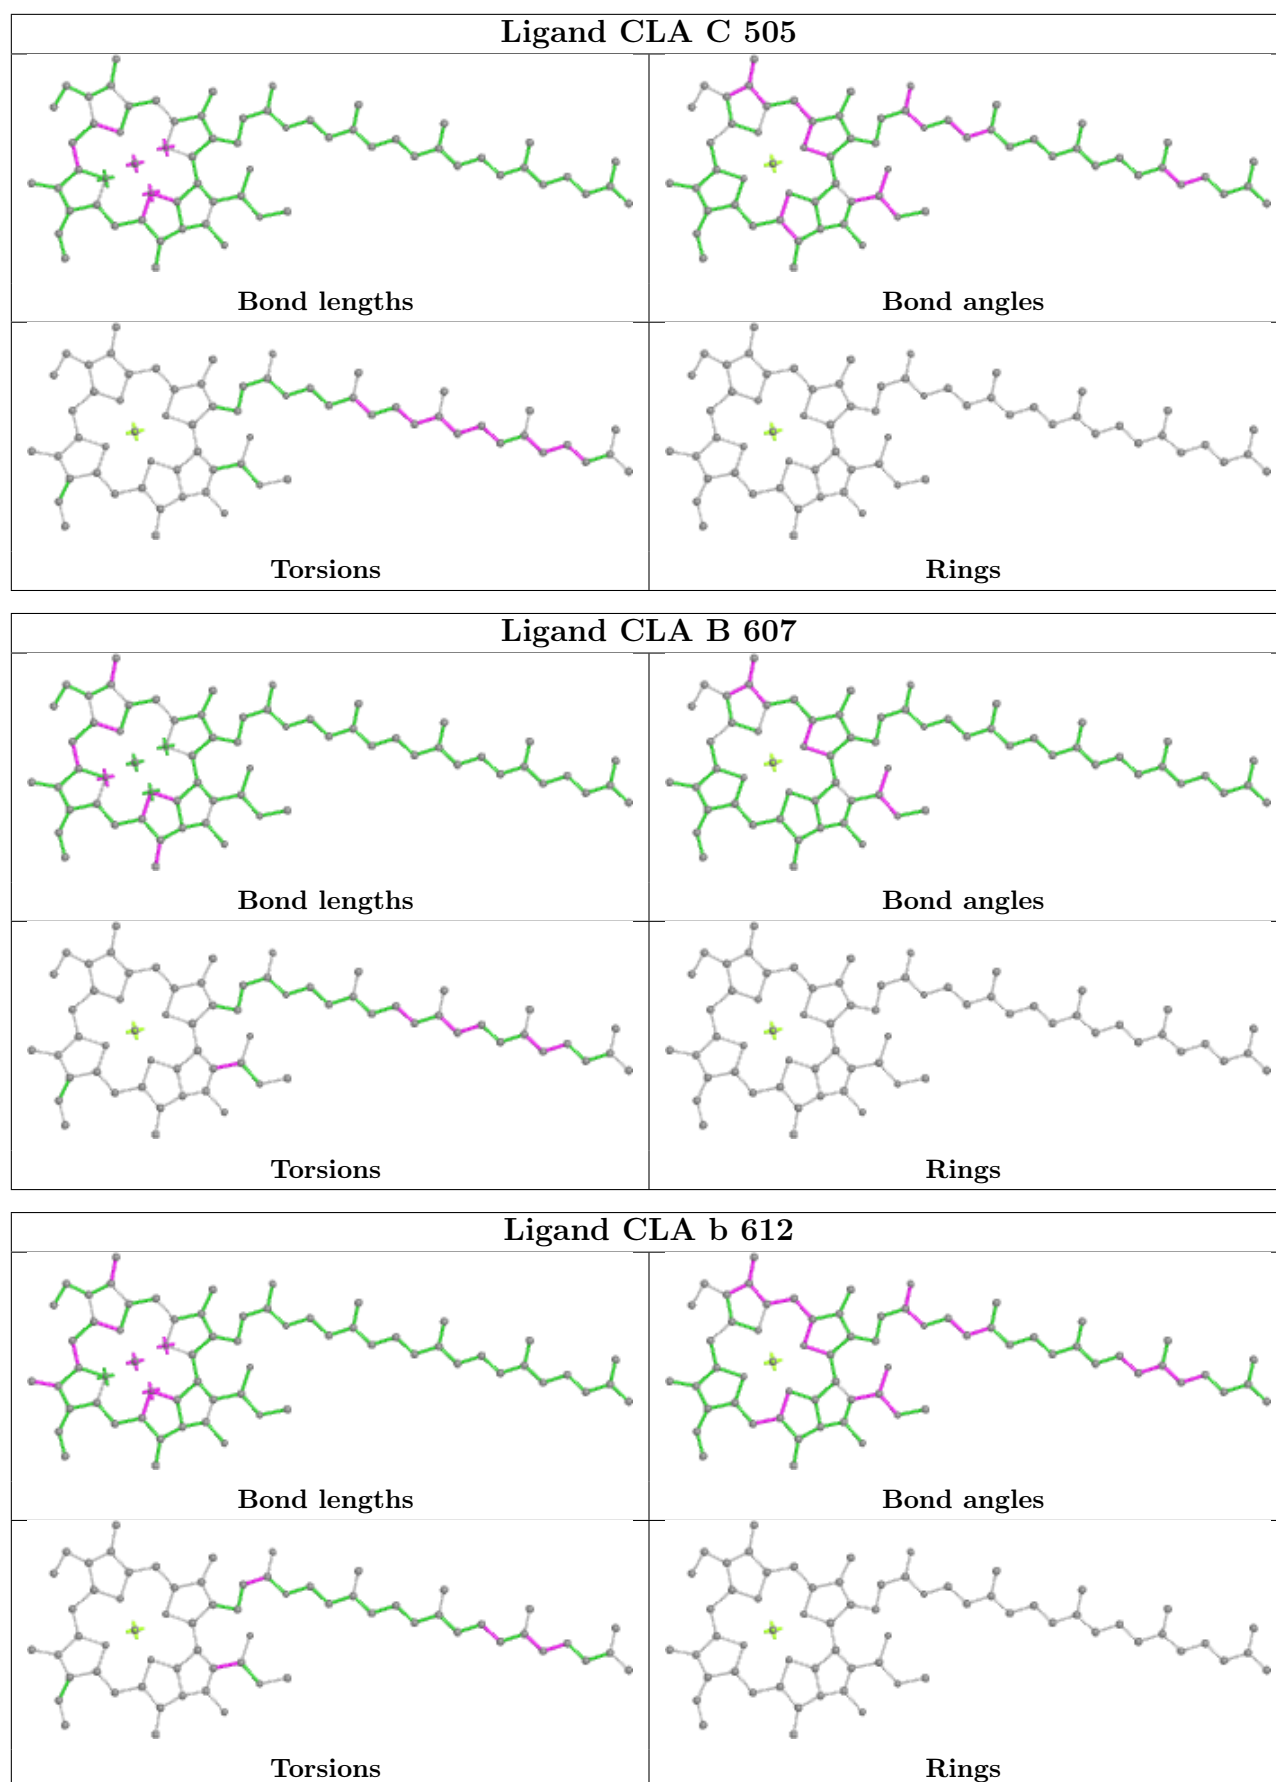 Ligand CLA C 505
Bond lengths
Bond angles
Torsions
Rings
Ligand CLA B 607
Bond lengths
Bond angles
Torsions
Rings
Ligand CLA b 612
Bond lengths
Bond angles
Torsions
Rings